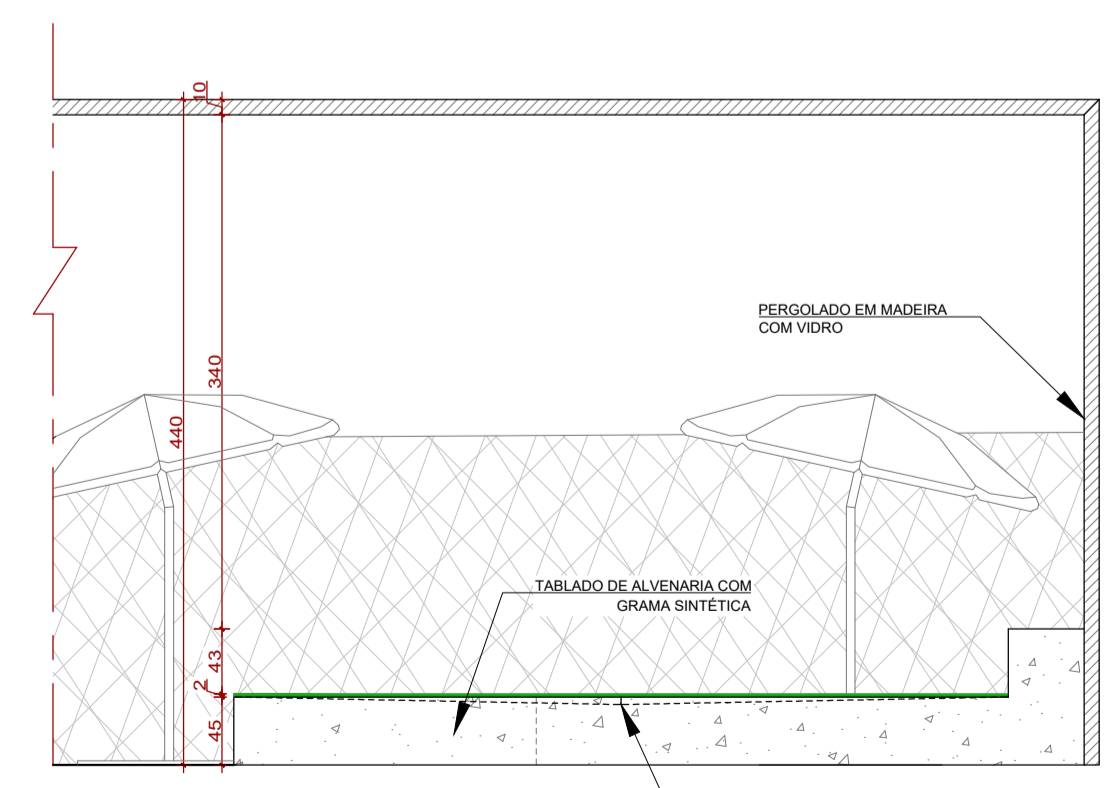 10
PERGOLADO EM MADEIRA
COM VIDRO
340
440
TABLADO DE ALVENARIA COM
GRAMA SINTÉTICA
43
2
45